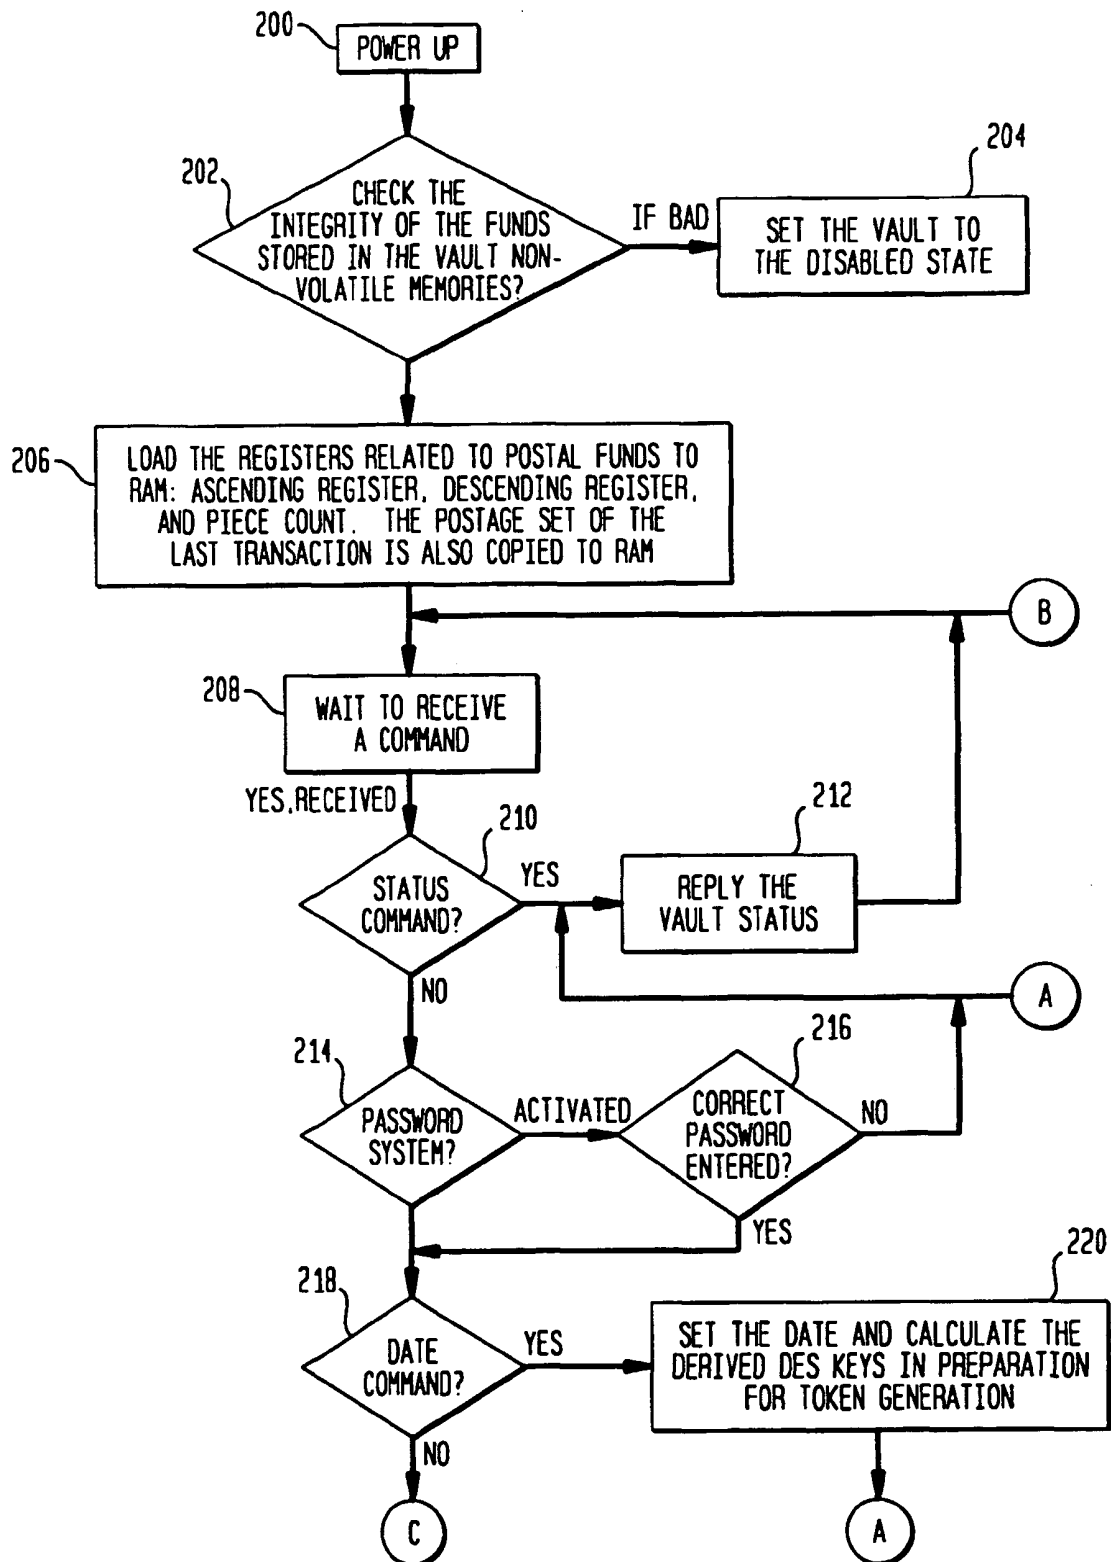 200
POWER UP
202
CHECK THE
INTEGRITY OF THE FUNDS
STORED IN THE VAULT NON-
VOLATILE MEMORIES?
IF BAD
204
SET THE VAULT TO
THE DISABLED STATE
206
LOAD THE REGISTERS RELATED TO POSTAL FUNDS TO
RAM: ASCENDING REGISTER, DESCENDING REGISTER,
AND PIECE COUNT. THE POSTAGE SET OF THE
LAST TRANSACTION IS ALSO COPIED TO RAM
B
208
WAIT TO RECEIVE
A COMMAND
YES,RECEIVED
210
STATUS
COMMAND?
YES
212
REPLY THE
VAULT STATUS
NO
A
214
PASSWORD
SYSTEM?
ACTIVATED
216
CORRECT
PASSWORD
ENTERED?
NO
YES
218
DATE
COMMAND?
YES
220
SET THE DATE AND CALCULATE THE
DERIVED DES KEYS IN PREPARATION
FOR TOKEN GENERATION
NO
C
A